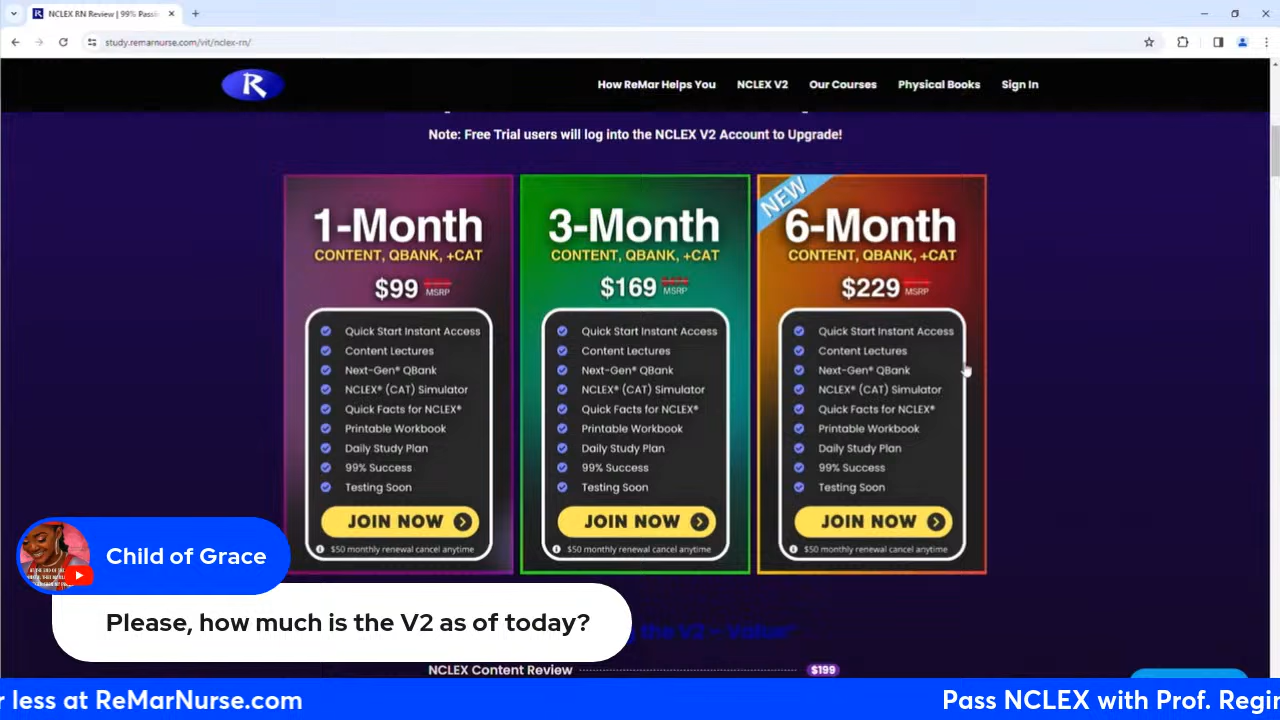 NCLEX RN Review | 99% Passin
study.remarnurse.com/vit/nclex-rn/
R
How ReMar Helps You
NCLEX V2
Our Courses
Physical Books
Sign In
Note: Free Trial users will log into the NCLEX V2 Account to Upgrade!
1-Month
CONTENT, QBANK, +CAT
$99 MSRP
Quick Start Instant Access
Content Lectures
Next-Gen® QBank
NCLEX® (CAT) Simulator
Quick Facts for NCLEX®
Printable Workbook
Daily Study Plan
99% Success
Testing Soon
JOIN NOW
$50 monthly renewal cancel anytime
3-Month
CONTENT, QBANK, +CAT
$169 MSRP
Quick Start Instant Access
Content Lectures
Next-Gen® QBank
NCLEX® (CAT) Simulator
Quick Facts for NCLEX®
Printable Workbook
Daily Study Plan
99% Success
Testing Soon
JOIN NOW
$50 monthly renewal cancel anytime
NEW
6-Month
CONTENT, QBANK, +CAT
$229 MSRP
Quick Start Instant Access
Content Lectures
Next-Gen® QBank
NCLEX® (CAT) Simulator
Quick Facts for NCLEX®
Printable Workbook
Daily Study Plan
99% Success
Testing Soon
JOIN NOW
$50 monthly renewal cancel anytime
Child of Grace
Please, how much is the V2 as of today?
the V2 - Value"
NCLEX Content Review $199
r less at ReMarNurse.com
Pass NCLEX with Prof. Regin